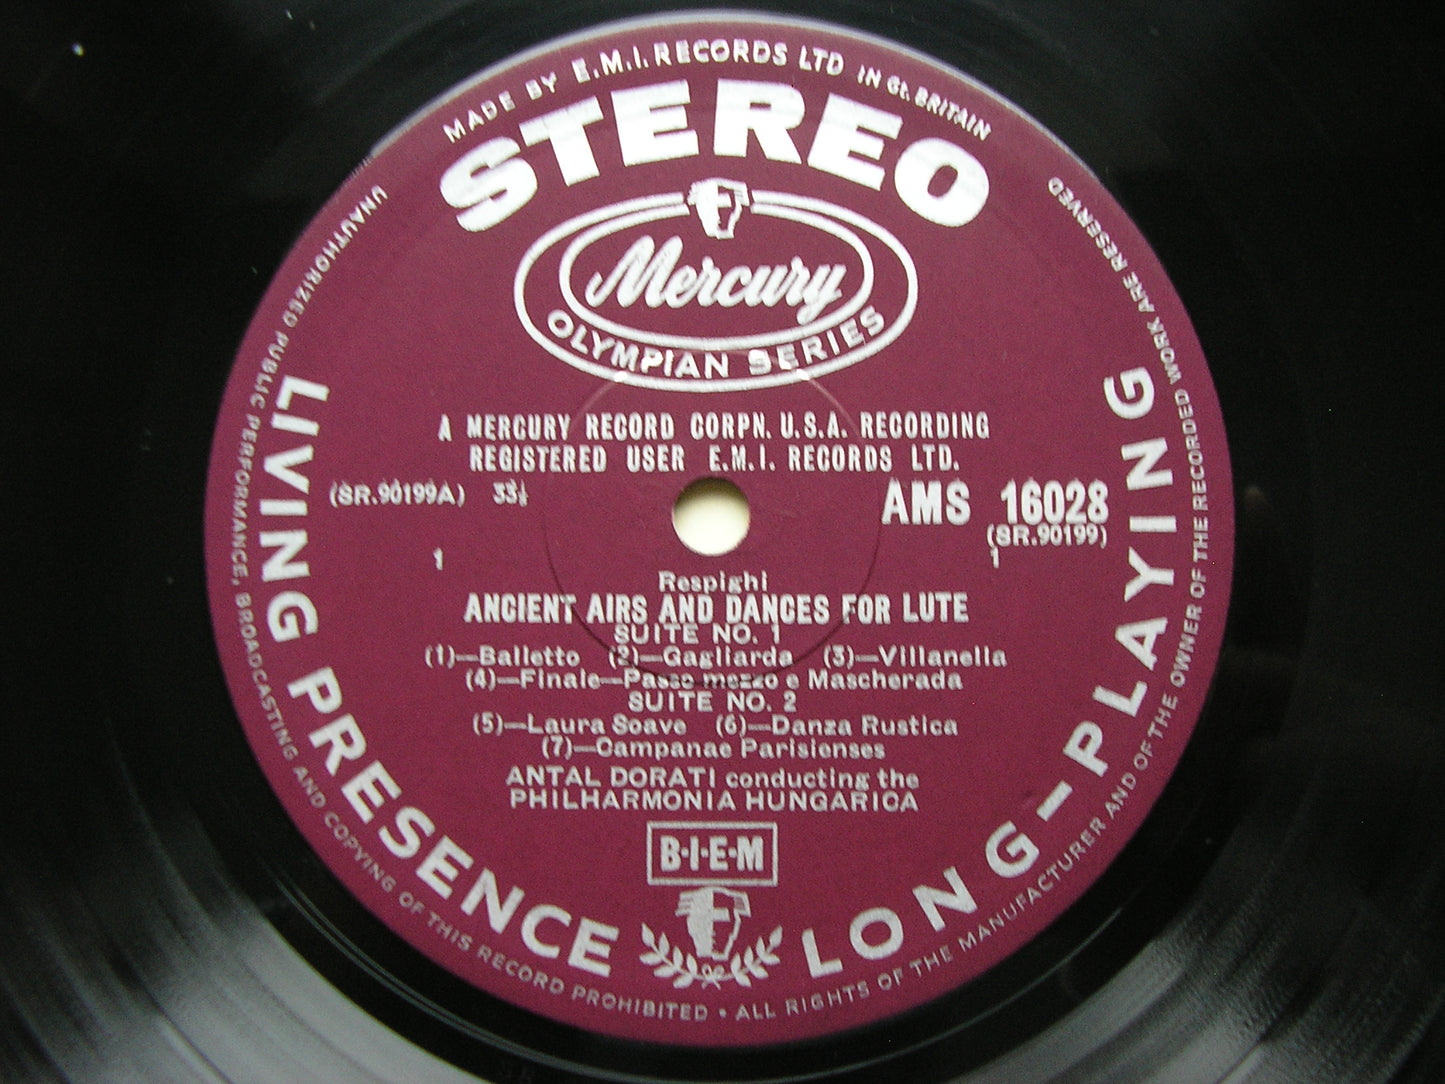 MADE BY E.M.I. RECORDS LTD IN Gt. BRITAIN
STEREO
Mercury
OLYMPIAN SERIES
A MERCURY RECORD CORPN. U.S.A. RECORDING
REGISTERED USER E.M.I. RECORDS LTD.
(SR.90199A) 33⅓ AMS 16028
(SR.90199)
1 1
Respighi
ANCIENT AIRS AND DANCES FOR LUTE
SUITE NO. 1
(1)—Balletto (2)—Gagliarda (3)—Villanella
(4)—Finale—Passo mezzo e Mascherada
SUITE NO. 2
(5)—Laura Soave (6)—Danza Rustica
(7)—Campanae Parisienses
ANTAL DORATI conducting the
PHILHARMONIA HUNGARICA
B·I·E·M
LIVING PRESENCE LONG—PLAYING
UNAUTHORIZED PUBLIC PERFORMANCE, BROADCASTING AND COPYING OF THIS RECORD PROHIBITED • ALL RIGHTS OF THE MANUFACTURER AND OF THE OWNER OF THE RECORDED WORK ARE RESERVED